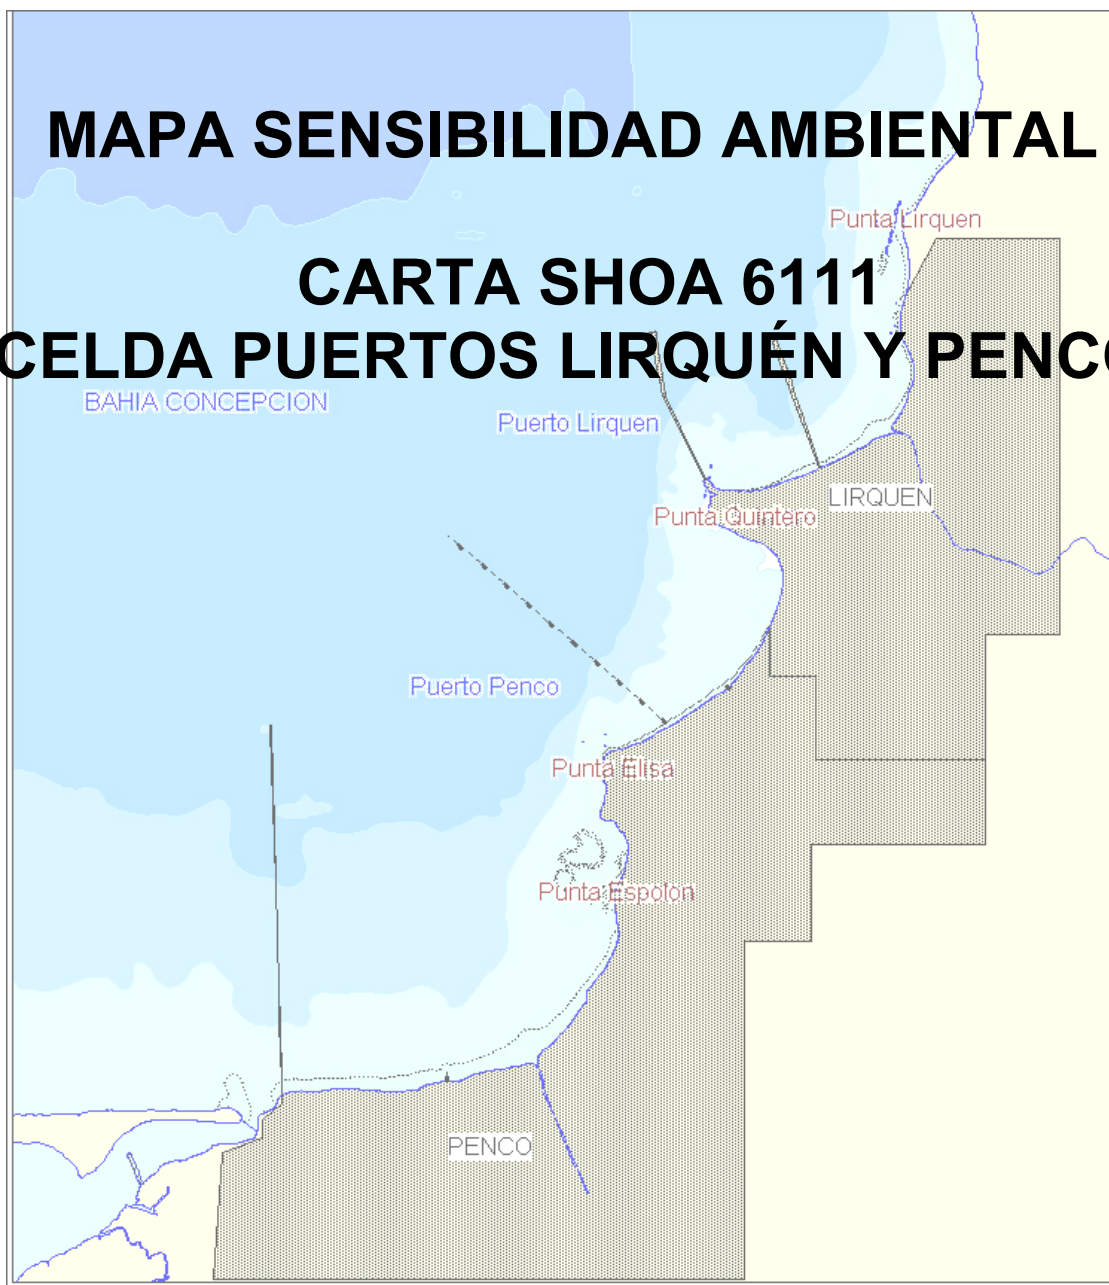 MAPA SENSIBILIDAD AMBIENTAL
Punta Lirquen
CARTA SHOA 6111
CELDA PUERTOS LIRQUÉN Y PENCO
BAHIA CONCEPCION
Puerto Lirquen
LIRQUEN
Punta Quintero
Puerto Penco
Punta Elisa
Punta Espolon
PENCO